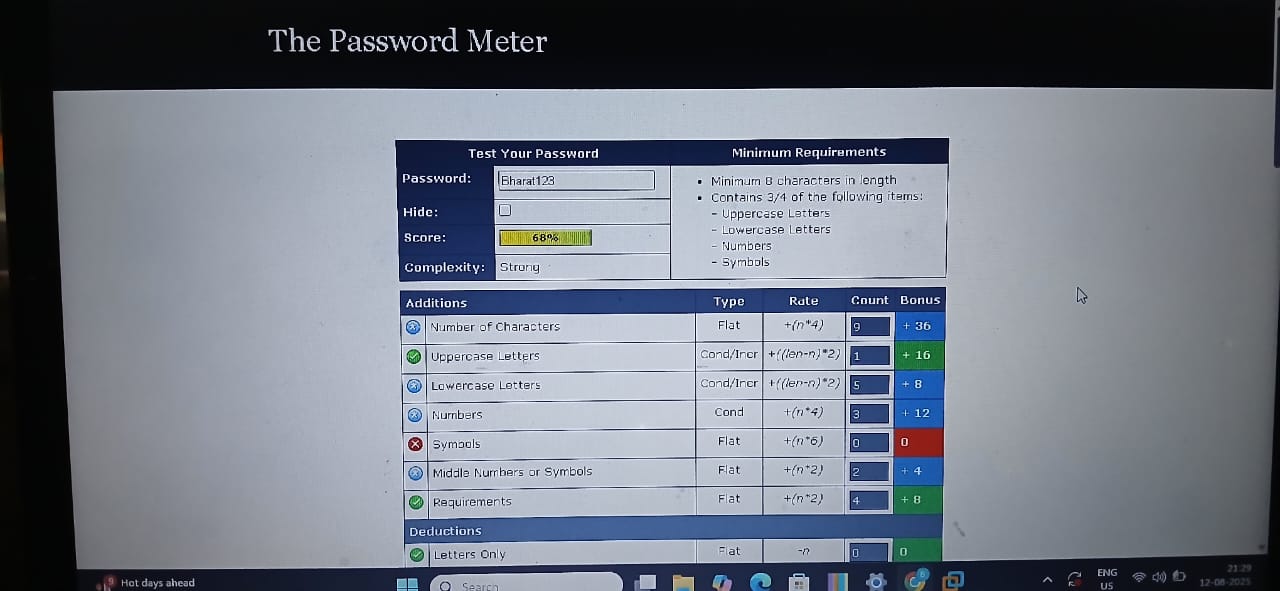 The Password Meter
Test Your Password Minimum Requirements
Password: Bharat123
Hide:
Score: 68%
Complexity: Strong
• Minimum 8 characters in length
• Contains 3/4 of the following items:
- Uppercase Letters
- Lowercase Letters
- Numbers
- Symbols
Additions Type Rate Count Bonus
Number of Characters Flat +(n*4) 9 + 36
Uppercase Letters Cond/Incr +((len-n)*2) 1 + 16
Lowercase Letters Cond/Incr +((len-n)*2) 5 + 8
Numbers Cond +(n*4) 3 + 12
Symbols Flat +(n*6) 0 0
Middle Numbers or Symbols Flat +(n*2) 2 + 4
Requirements Flat +(n*2) 4 + 8
Deductions
Letters Only Flat -n 0 0
9 Hot days ahead Search ENG 21:29
US 12-08-2025